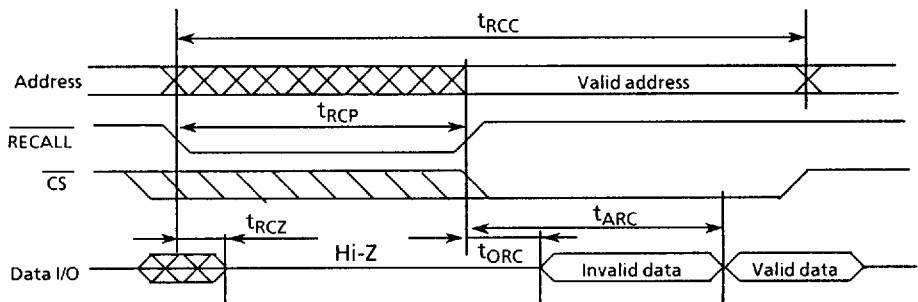 tRCC
Address
Valid address
tRCP
RECALL
CS
tARC
tRCZ
Hi-Z
tORC
Data I/O
Invalid data
Valid data